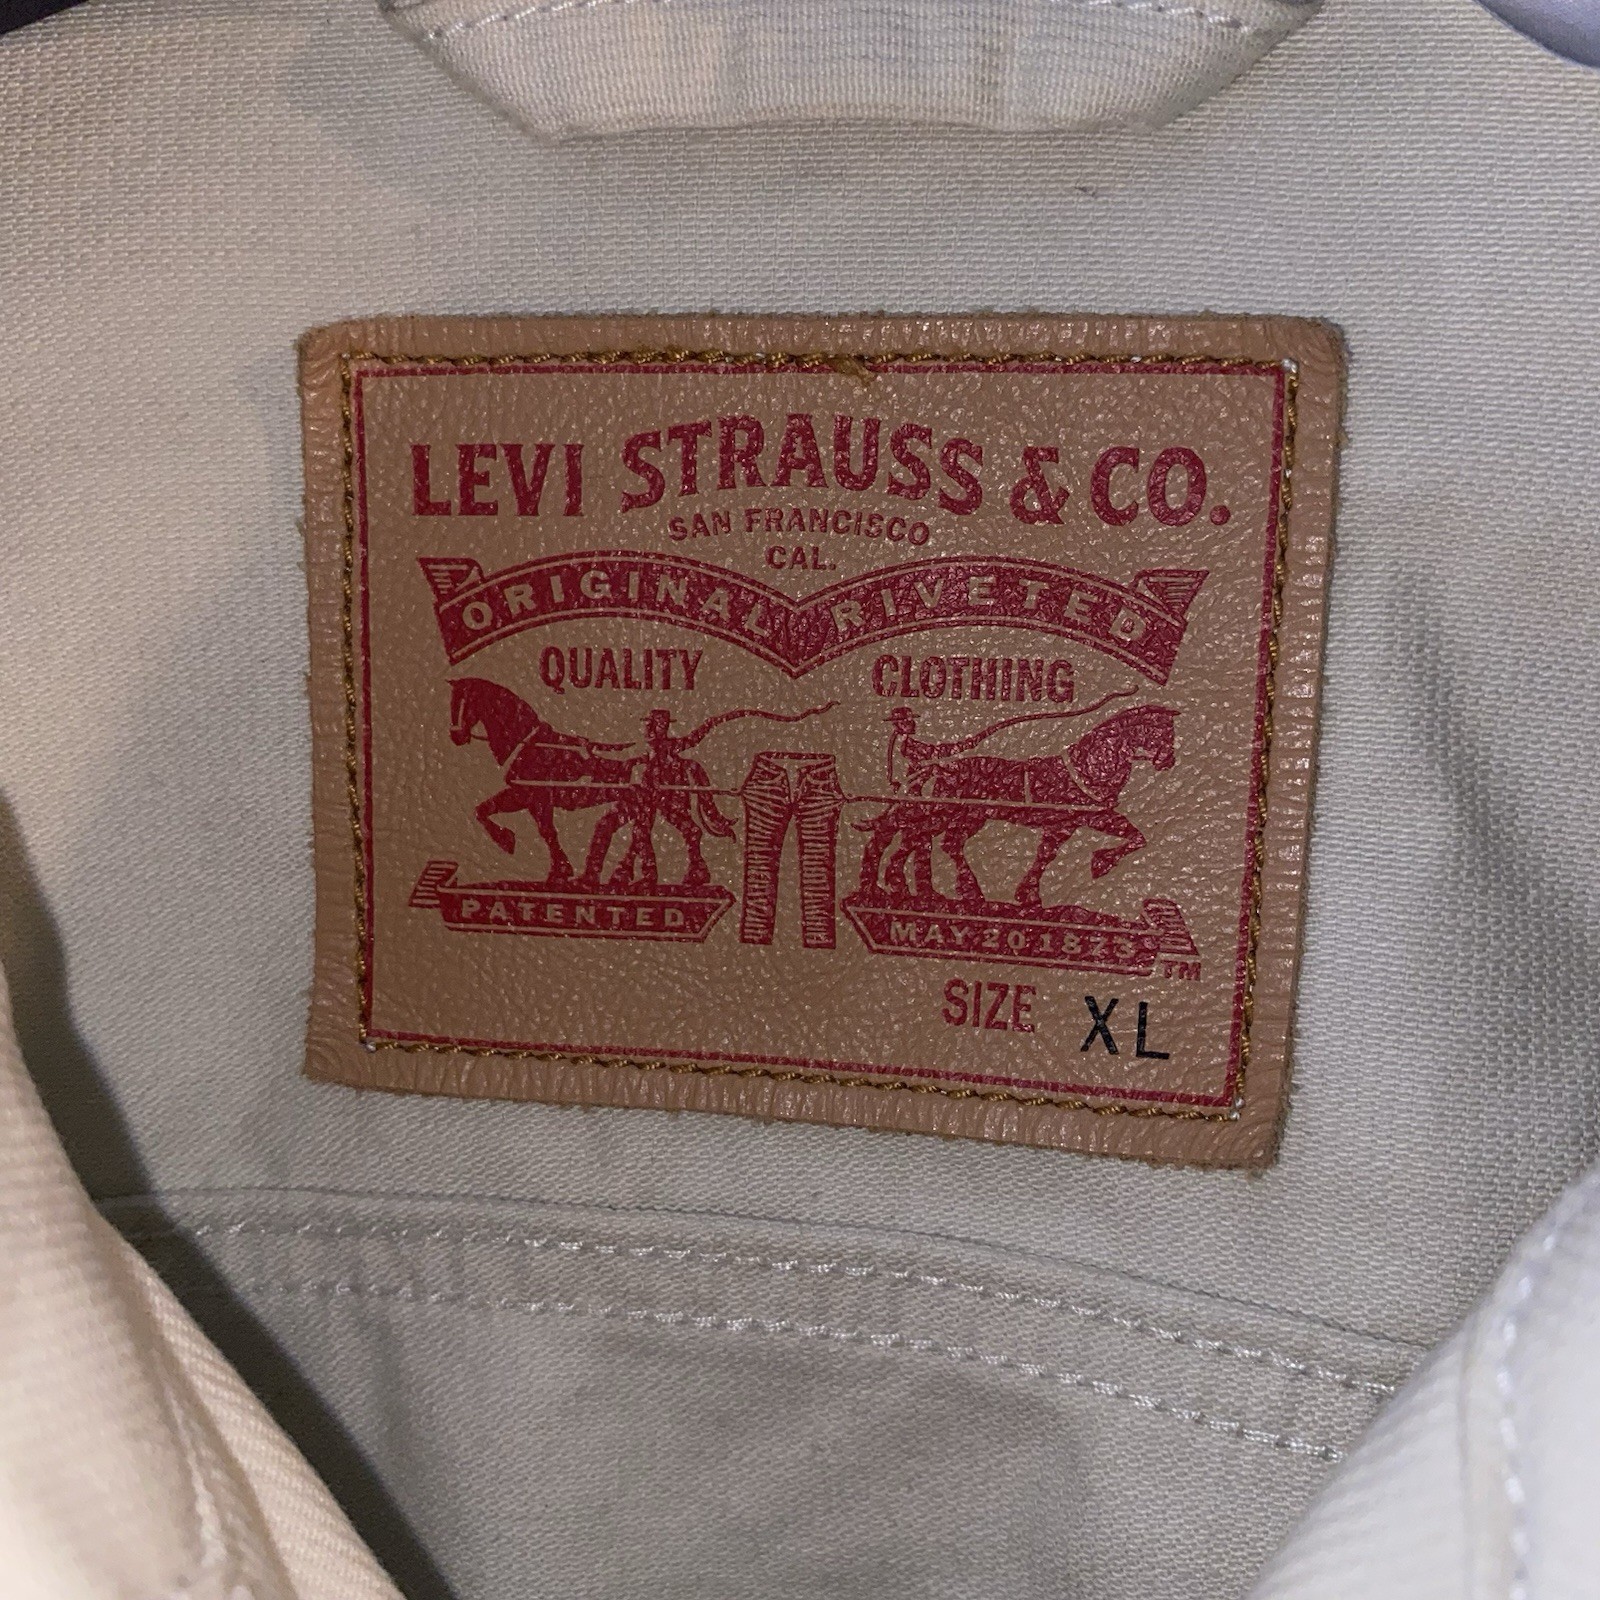 LEVI STRAUSS & CO.
SAN FRANCISCO
CAL.
ORIGINAL RIVETED
QUALITY CLOTHING
PATENTED MAY 20 1873
TM
SIZE XL